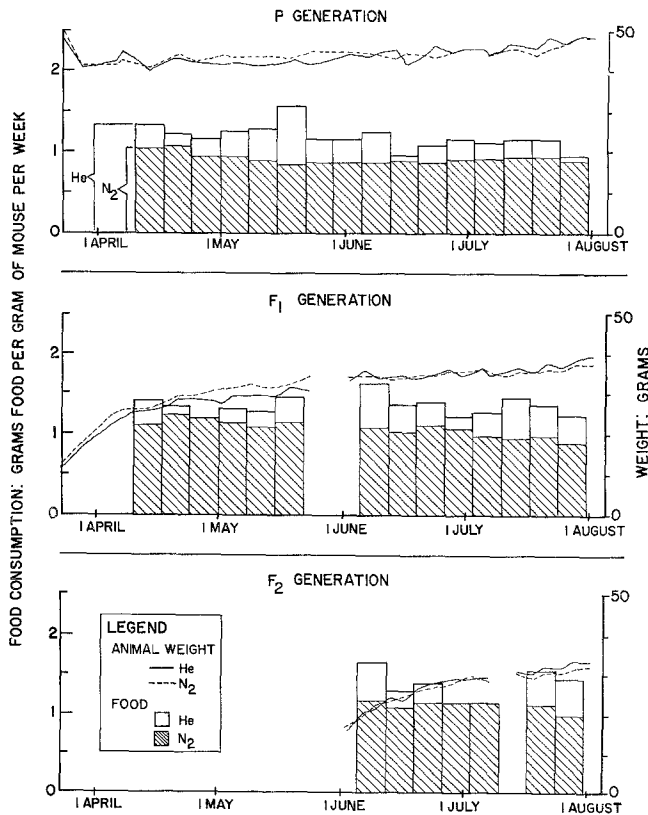 P GENERATION
2
1
0
50
0
He
N2
1 APRIL
1 MAY
1 JUNE
1 JULY
1 AUGUST
F1 GENERATION
2
1
0
50
0
1 APRIL
1 MAY
1 JUNE
1 JULY
1 AUGUST
F2 GENERATION
2
1
0
50
0
LEGEND
ANIMAL WEIGHT
He
N2
FOOD
He
N2
1 APRIL
1 MAY
1 JUNE
1 JULY
1 AUGUST
FOOD CONSUMPTION: GRAMS FOOD PER GRAM OF MOUSE PER WEEK
WEIGHT: GRAMS